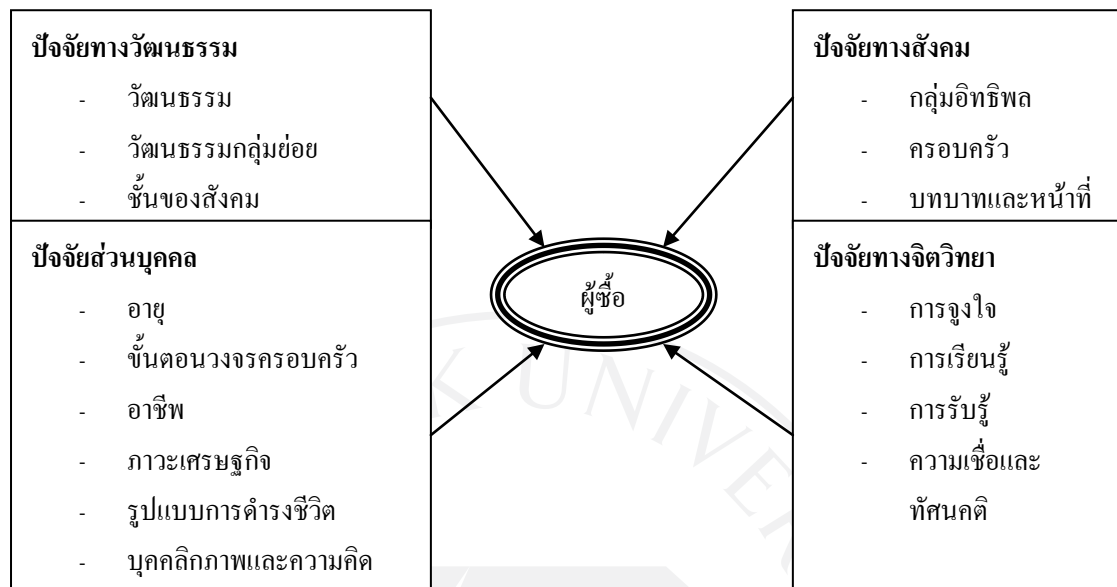 ปัจจัยทางวัฒนธรรม
- วัฒนธรรม
- วัฒนธรรมกลุ่มย่อย
- ชั้นของสังคม
ปัจจัยส่วนบุคคล
- อายุ
- ขั้นตอนวงจรครอบครัว
- อาชีพ
- ภาวะเศรษฐกิจ
- รูปแบบการดำรงชีวิต
- บุคคลิกภาพและความคิด
ผู้ซื้อ
ปัจจัยทางสังคม
- กลุ่มอิทธิพล
- ครอบครัว
- บทบาทและหน้าที่
ปัจจัยทางจิตวิทยา
- การจูงใจ
- การเรียนรู้
- การรับรู้
- ความเชื่อและ
ทัศนคติ
K UNIVER